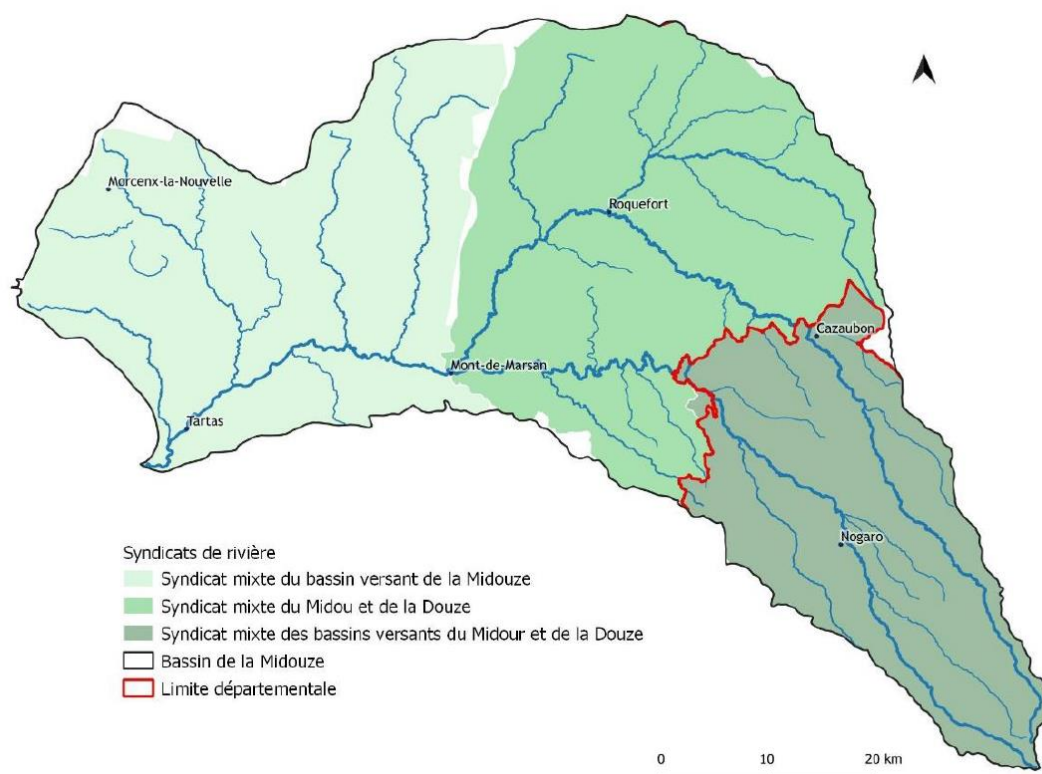 Morcenx-la-Nouvelle
Roquefort
Cazaubon
Mont-de-Marsan
Tartas
Nogaro
Syndicats de rivière
Syndicat mixte du bassin versant de la Midouze
Syndicat mixte du Midou et de la Douze
Syndicat mixte des bassins versants du Midour et de la Douze
Bassin de la Midouze
Limite départementale
0 10 20 km